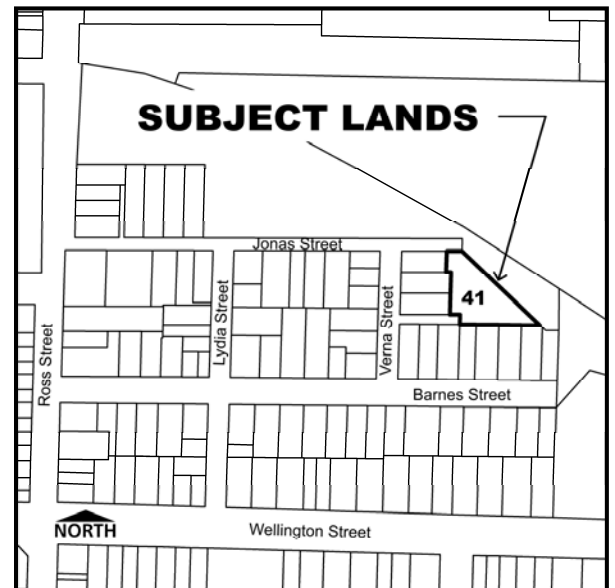 SUBJECT LANDS
Jonas Street
41
Lydia Street
Verna Street
Ross Street
Barnes Street
NORTH
Wellington Street